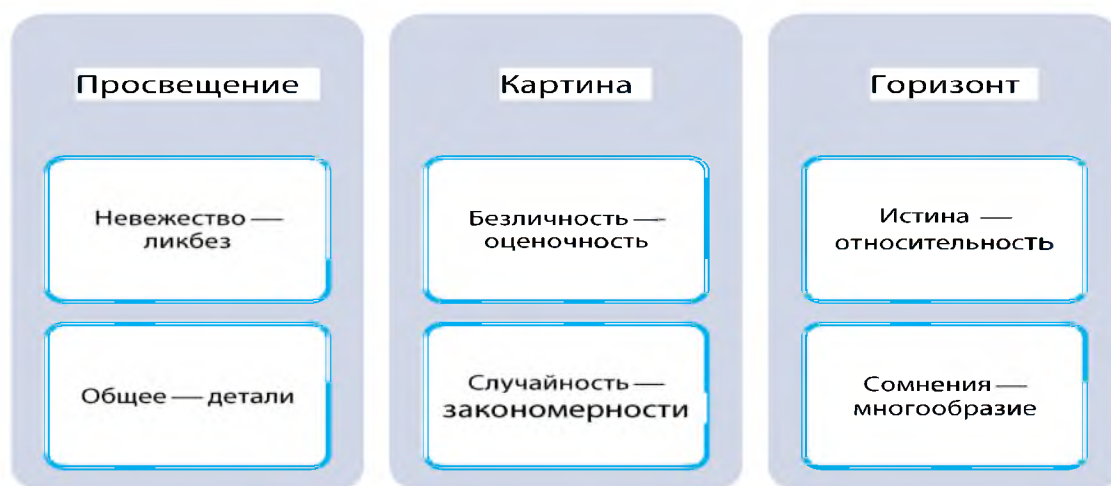 Просвещение
Невежество —
ликбез
Общее — детали
Картина
Безличность —
оценочность
Случайность —
закономерности
Горизонт
Истина —
относительность
Сомнения —
многообразие